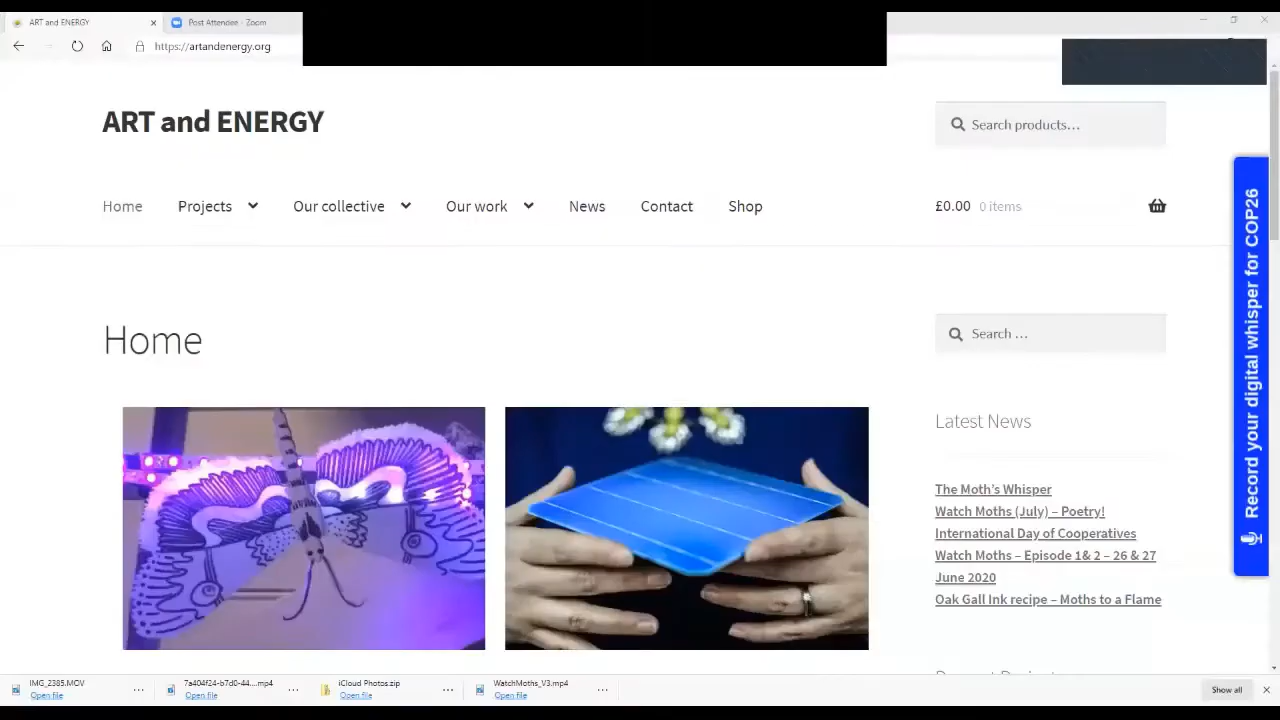 ART and ENERGY
Post Attendee - Zoom
https://artandenergy.org
ART and ENERGY
Search products…
Home Projects Our collective Our work News Contact Shop
£0.00 0 items
Record your digital whisper for COP26
Home
Search …
Latest News
The Moth's Whisper
Watch Moths (July) – Poetry!
International Day of Cooperatives
Watch Moths – Episode 1& 2 – 26 & 27
June 2020
Oak Gall Ink recipe – Moths to a Flame
IMG_2385.MOV
Open file
7a404f24-b7d0-44....mp4
Open file
iCloud Photos.zip
Open file
WatchMoths_V3.mp4
Open file
Show all